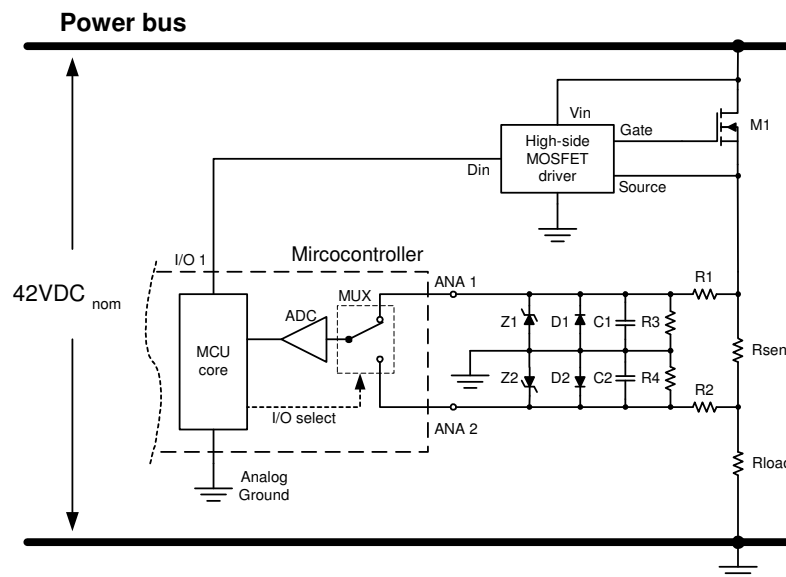 Power bus
Vin
M1
Gate
High-side
MOSFET
driver
Din
Source
I/O 1
Mircocontroller
42VDC nom
ANA 1
R1
MUX
ADC
Z1
D1
C1
R3
MCU
core
Rsen
Z2
D2
C2
R4
R2
I/O select
ANA 2
Analog
Ground
Rload